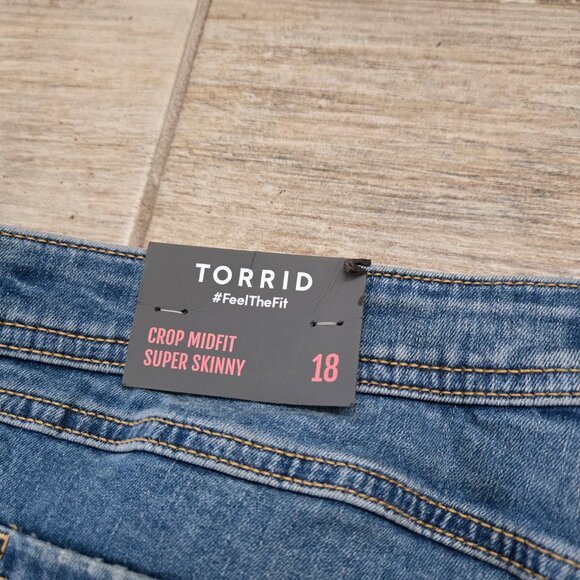 TORRID
#FeelTheFit
CROP MIDFIT
SUPER SKINNY
18